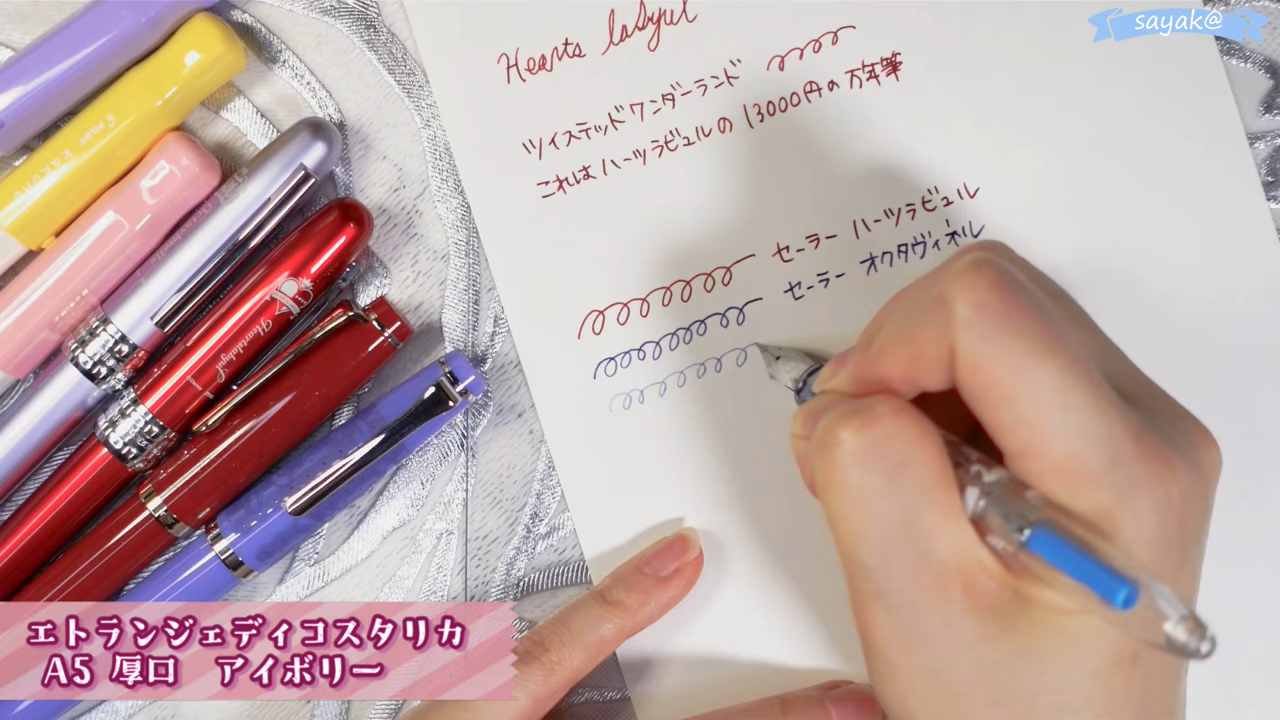 sayak@
Hearts labyul
ツイステッドワンダーランド
これはハーツラビュルの13000円の万年筆
セーラー ハーツラビュル
セーラー オクタヴィネル
PILOT kakuno
Heartslabyul
エトランジェディコスタリカ
A5 厚口 アイボリー